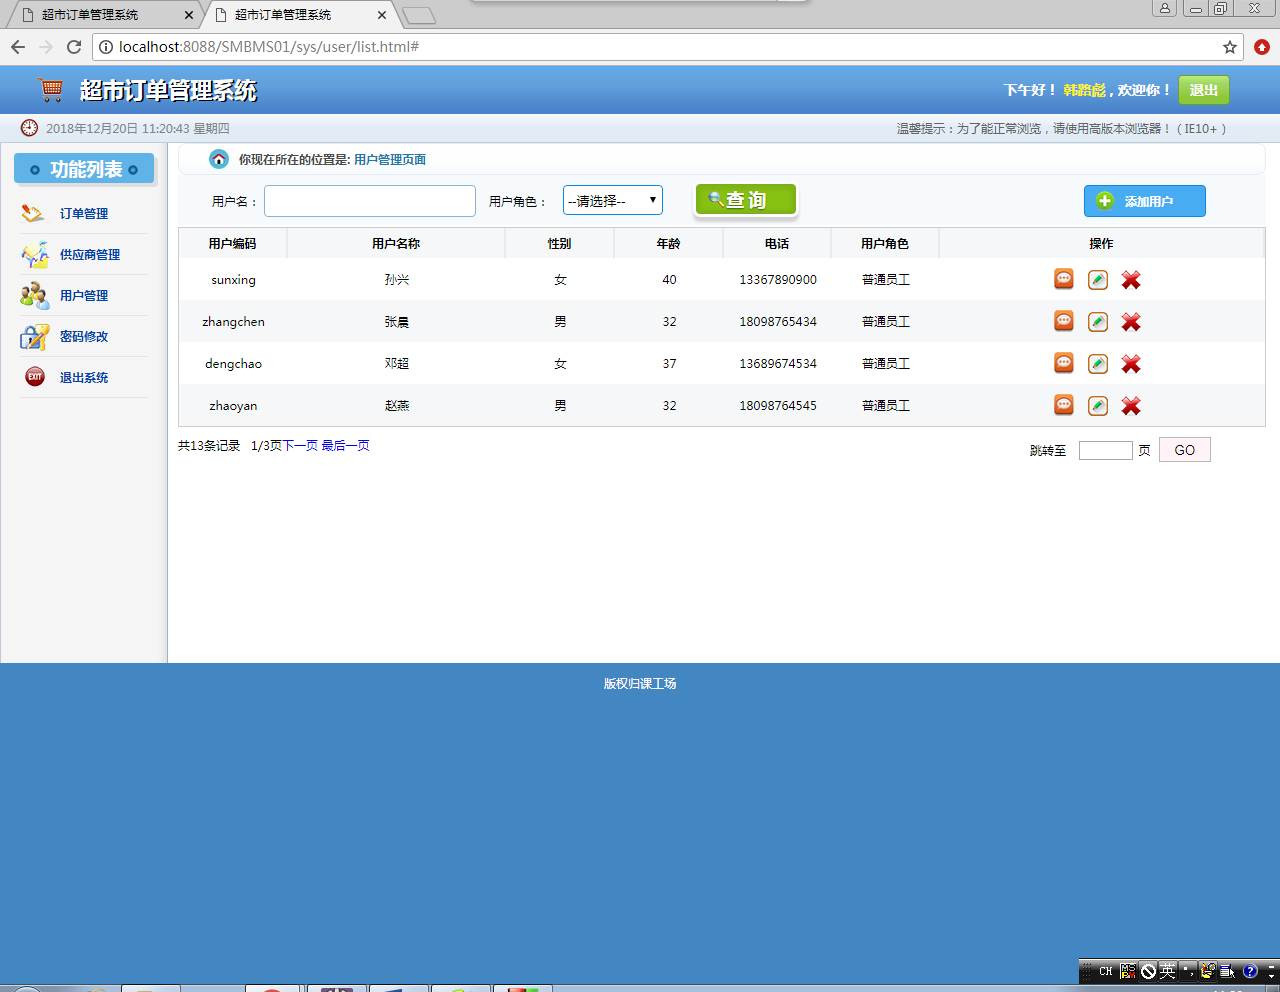 超市订单管理系统
超市订单管理系统
localhost:8088/SMBMS01/sys/user/list.html#
超市订单管理系统
下午好！ 韩路彪 , 欢迎你！ 退出
2018年12月20日 11:20:43 星期四
温馨提示：为了能正常浏览，请使用高版本浏览器！（IE10+）
功能列表
订单管理
供应商管理
用户管理
密码修改
EXIT 退出系统
你现在所在的位置是: 用户管理页面
用户名： 用户角色： --请选择-- 查 询 添加用户
用户编码 用户名称 性别 年龄 电话 用户角色 操作
sunxing 孙兴 女 40 13367890900 普通员工
zhangchen 张晨 男 32 18098765434 普通员工
dengchao 邓超 女 37 13689674534 普通员工
zhaoyan 赵燕 男 32 18098764545 普通员工
共13条记录 1/3页下一页 最后一页
跳转至 页 GO
版权归课工场
CH 英